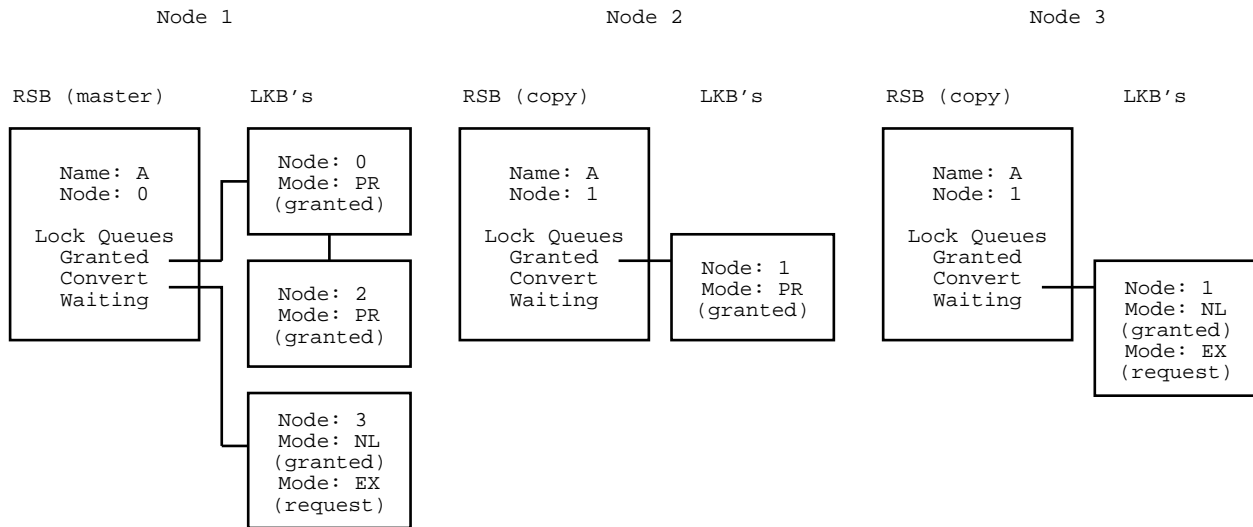 Node 1
RSB (master)
LKB's
Name: A
Node: 0
Lock Queues
Granted
Convert
Waiting
Node: 0
Mode: PR
(granted)
Node: 2
Mode: PR
(granted)
Node: 3
Mode: NL
(granted)
Mode: EX
(request)
Node 2
RSB (copy)
LKB's
Name: A
Node: 1
Lock Queues
Granted
Convert
Waiting
Node: 1
Mode: PR
(granted)
Node 3
RSB (copy)
LKB's
Name: A
Node: 1
Lock Queues
Granted
Convert
Waiting
Node: 1
Mode: NL
(granted)
Mode: EX
(request)